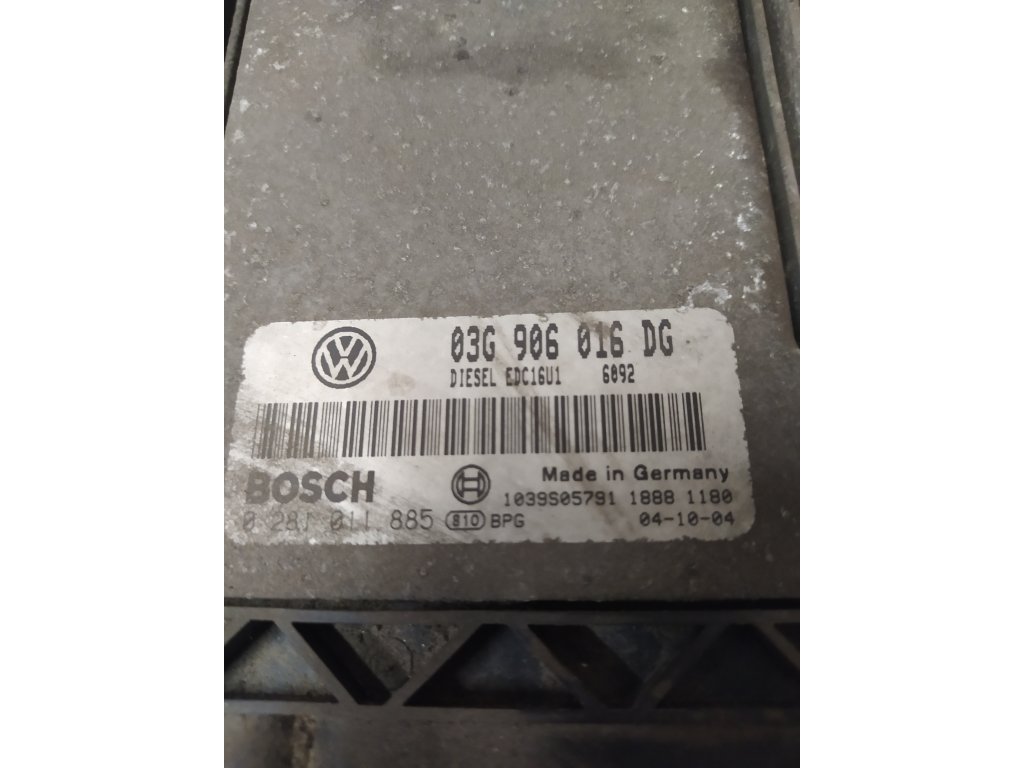 03G 906 016 DG
DIESEL EDC16U1 6892
BOSCH
Made in Germany
1039S05791 1888 1180
0 281 011 885 810 BPG 04-10-04